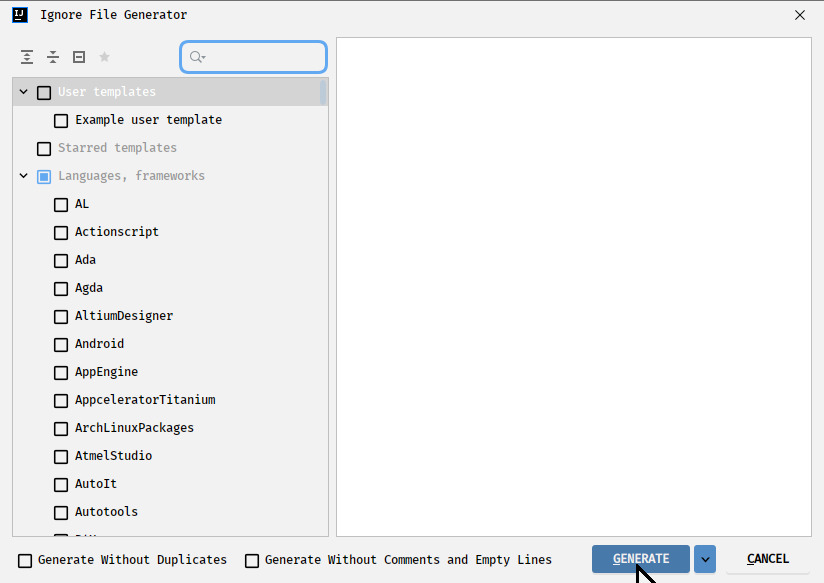 IJ Ignore File Generator
User templates
Example user template
Starred templates
Languages, frameworks
AL
Actionscript
Ada
Agda
AltiumDesigner
Android
AppEngine
AppceleratorTitanium
ArchLinuxPackages
AtmelStudio
AutoIt
Autotools
Generate Without Duplicates
Generate Without Comments and Empty Lines
GENERATE
CANCEL